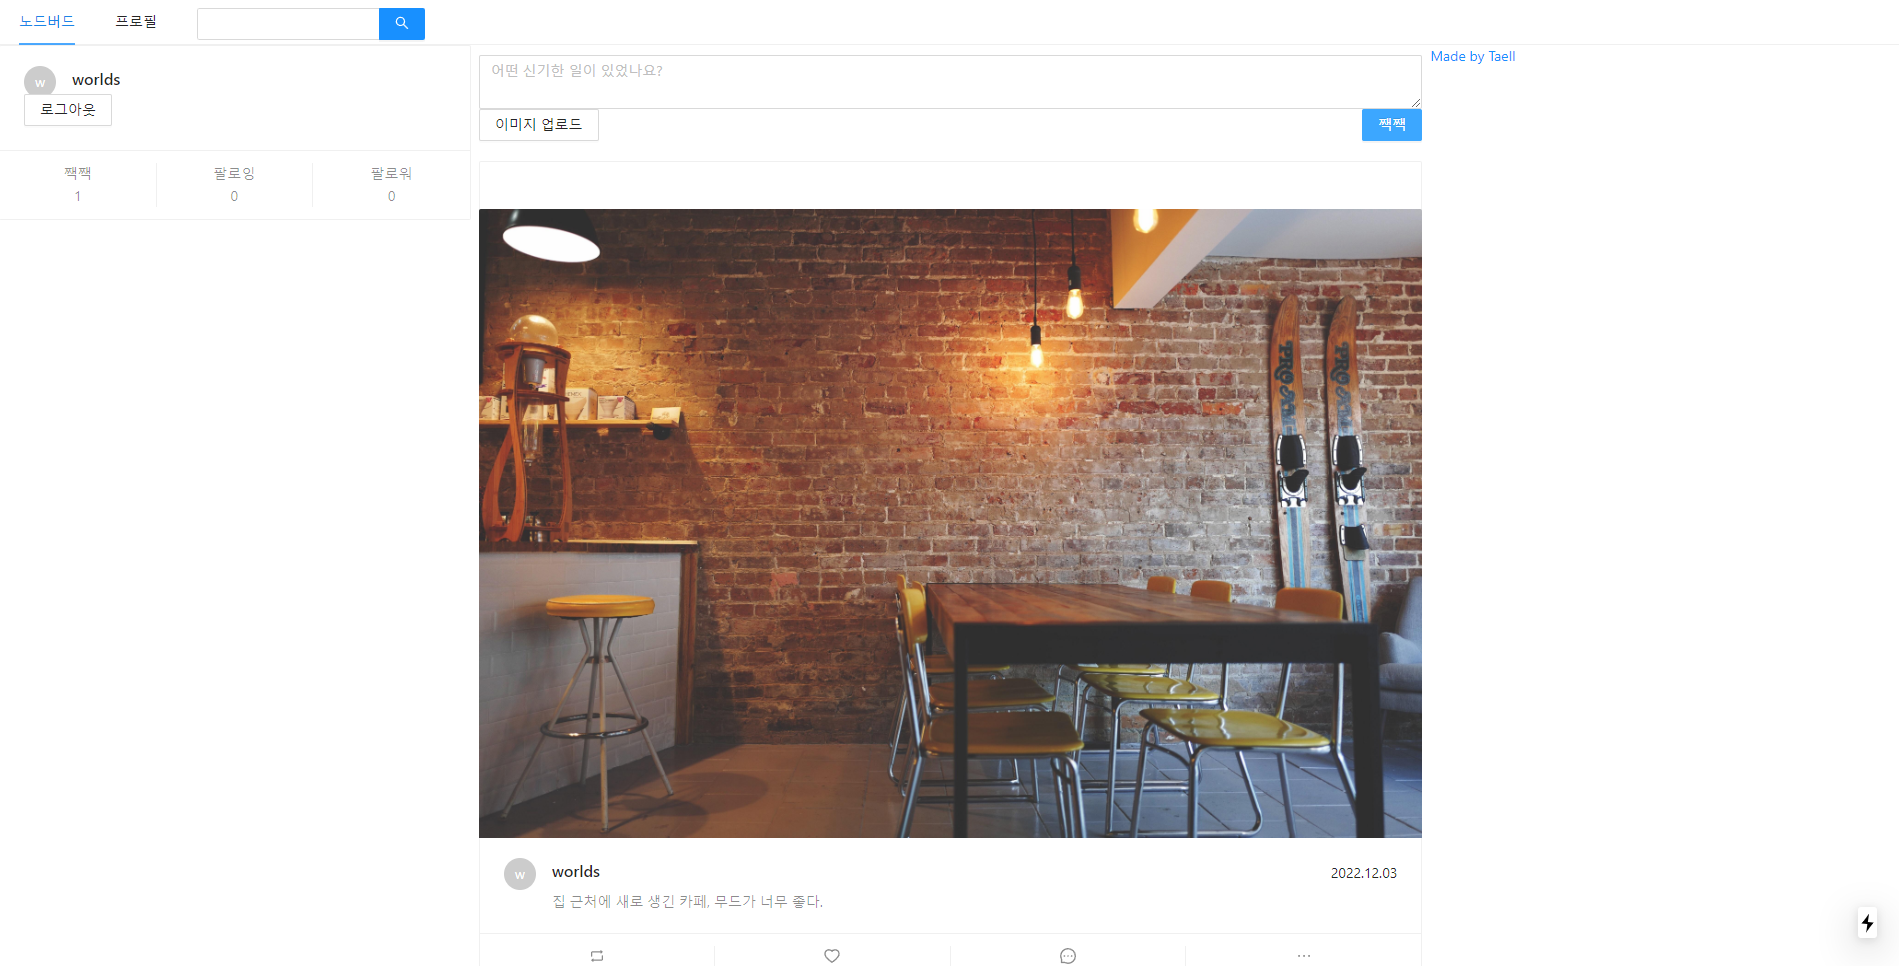 노드버드 프로필
w worlds
로그아웃
짹짹 팔로잉 팔로워
1 0 0
어떤 신기한 일이 있었나요?
이미지 업로드 짹짹
Made by Taell
PRO
PRO
w worlds 2022.12.03
집 근처에 새로 생긴 카페, 무드가 너무 좋다.